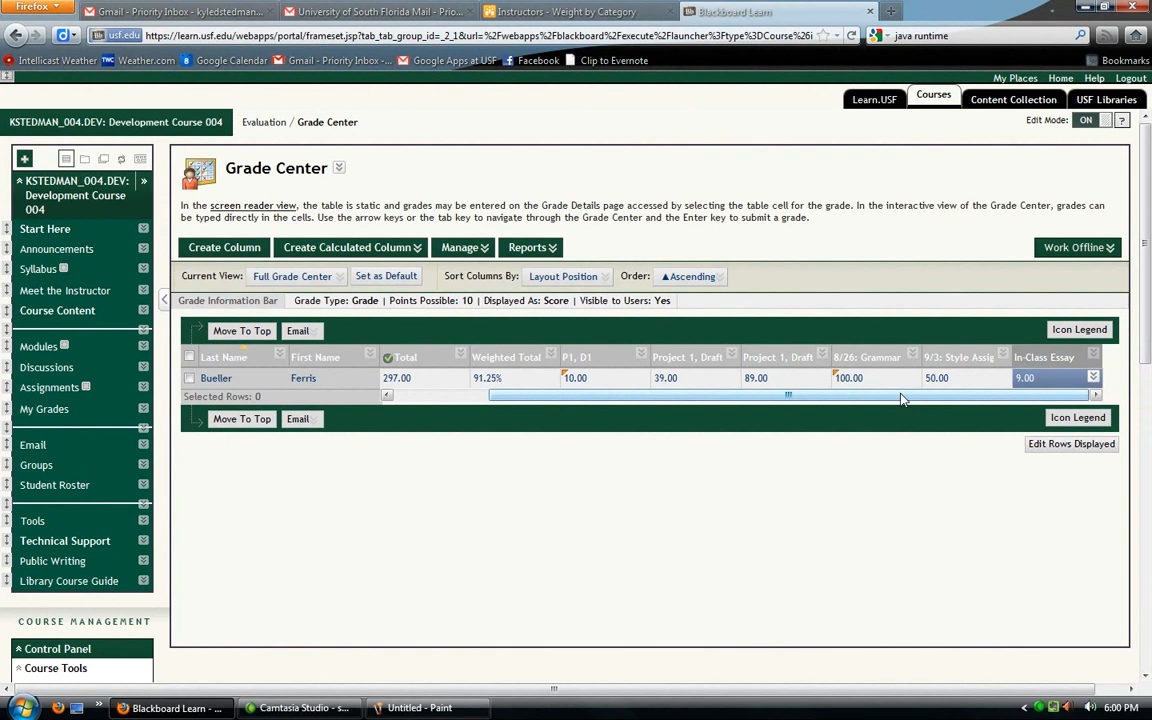 Firefox
Gmail - Priority Inbox - kyledstedman...
University of South Florida Mail - Prio...
Instructors - Weight by Category
Blackboard Learn
usf.edu https://learn.usf.edu/webapps/portal/frameset.jsp?tab_tab_group_id=_2_1&url=%2Fwebapps%2Fblackboard%2Fexecute%2Flauncher%3Ftype%3DCourse%26i
java runtime
Intellicast Weather Weather.com Google Calendar Gmail - Priority Inbox -... Google Apps at USF Facebook Clip to Evernote Bookmarks
My Places Home Help Logout
Learn.USF Courses Content Collection USF Libraries
KSTEDMAN_004.DEV: Development Course 004
Evaluation / Grade Center
Edit Mode: ON ?
KSTEDMAN_004.DEV:
Development Course
004
Start Here
Announcements
Syllabus
Meet the Instructor
Course Content
Modules
Discussions
Assignments
My Grades
Email
Groups
Student Roster
Tools
Technical Support
Public Writing
Library Course Guide
COURSE MANAGEMENT
Control Panel
Course Tools
Grade Center
In the screen reader view, the table is static and grades may be entered on the Grade Details page accessed by selecting the table cell for the grade. In the interactive view of the Grade Center, grades
can be typed directly in the cells. Use the arrow keys or the tab key to navigate through the Grade Center and the Enter key to submit a grade.
Create Column Create Calculated Column Manage Reports Work Offline
Current View: Full Grade Center Set as Default Sort Columns By: Layout Position Order: ▲Ascending
Grade Information Bar Grade Type: Grade | Points Possible: 10 | Displayed As: Score | Visible to Users: Yes
Move To Top Email Icon Legend
Last Name First Name Total Weighted Total P1, D1 Project 1, Draft Project 1, Draft 8/26: Grammar 9/3: Style Assig In-Class Essay
Bueller Ferris 297.00 91.25% 10.00 39.00 89.00 100.00 50.00 9.00
Selected Rows: 0
Move To Top Email Icon Legend
Edit Rows Displayed
Blackboard Learn - ... Camtasia Studio - s... Untitled - Paint 6:00 PM